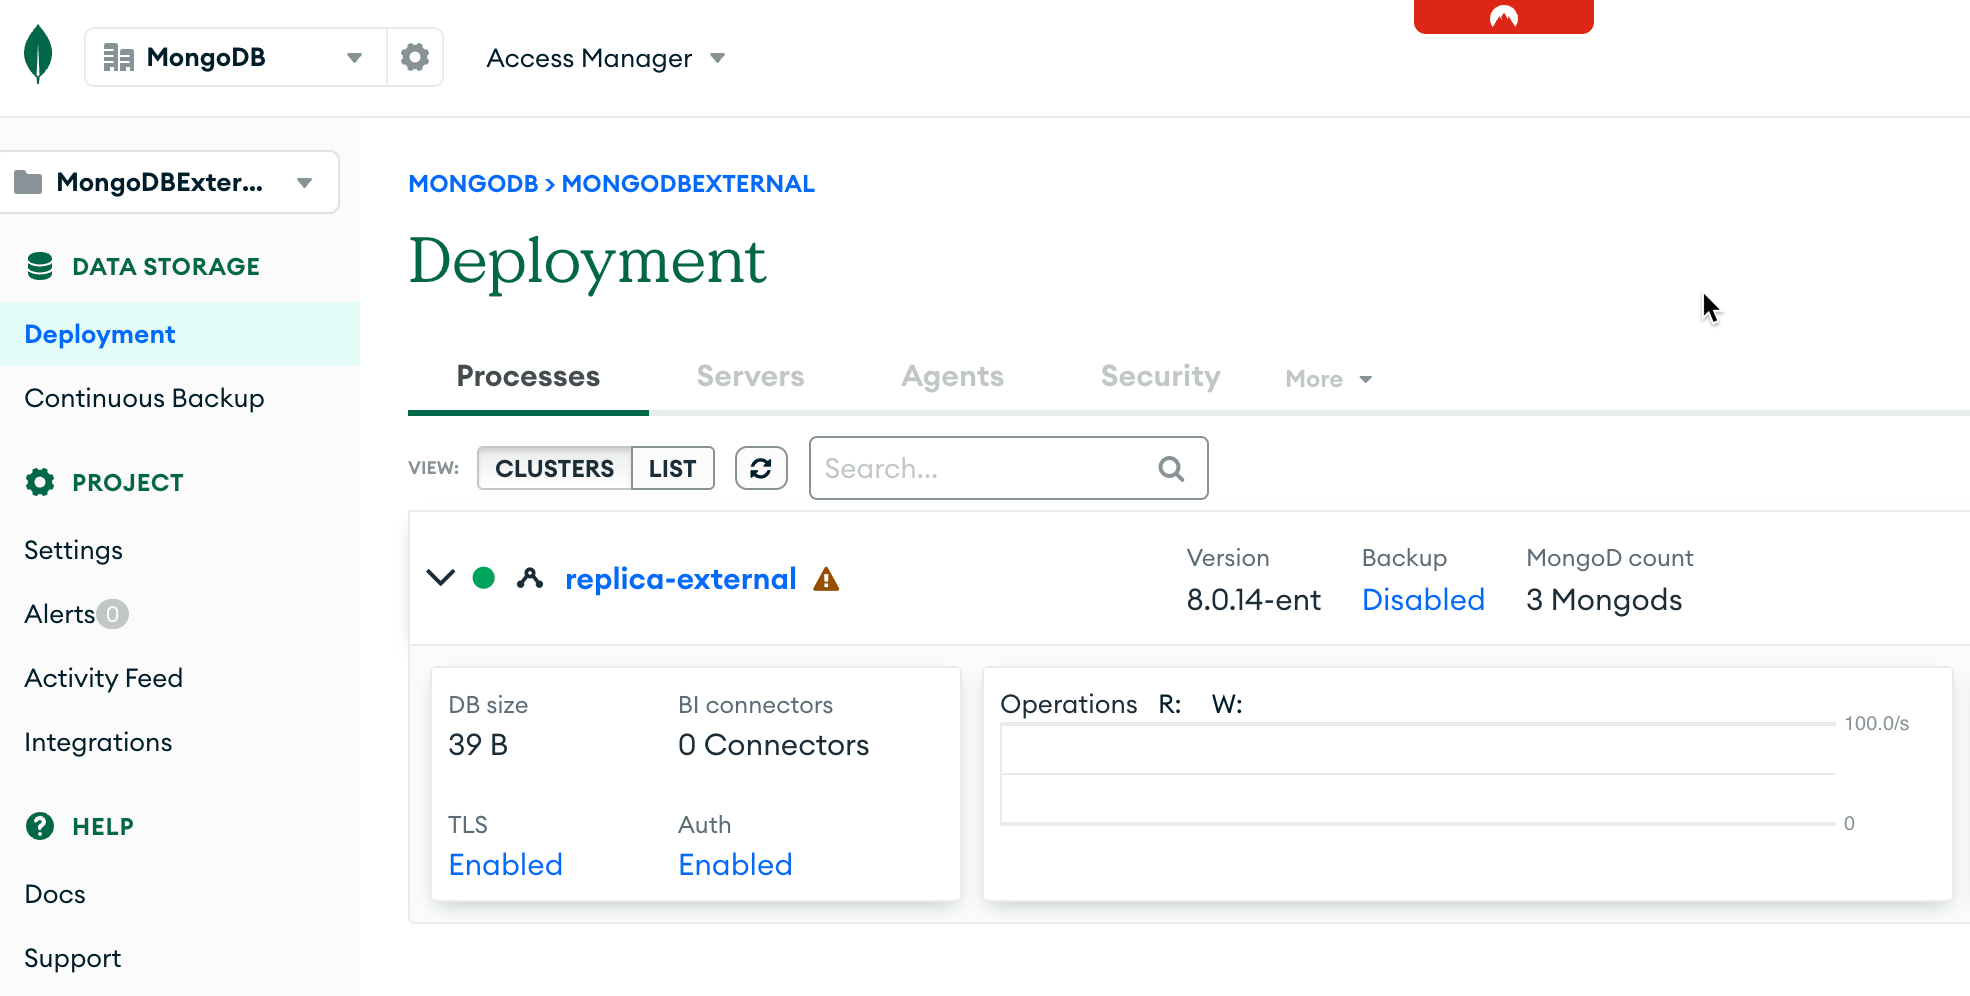 MongoDB
Access Manager
MongoDBExter...
DATA STORAGE
Deployment
Continuous Backup
PROJECT
Settings
Alerts 0
Activity Feed
Integrations
HELP
Docs
Support
MONGODB > MONGODBEXTERNAL
Deployment
Processes Servers Agents Security More
VIEW: CLUSTERS LIST Search...
replica-external
Version Backup MongoD count
8.0.14-ent Disabled 3 Mongods
DB size BI connectors
39 B 0 Connectors
TLS Auth
Enabled Enabled
Operations R: W:
100.0/s
0